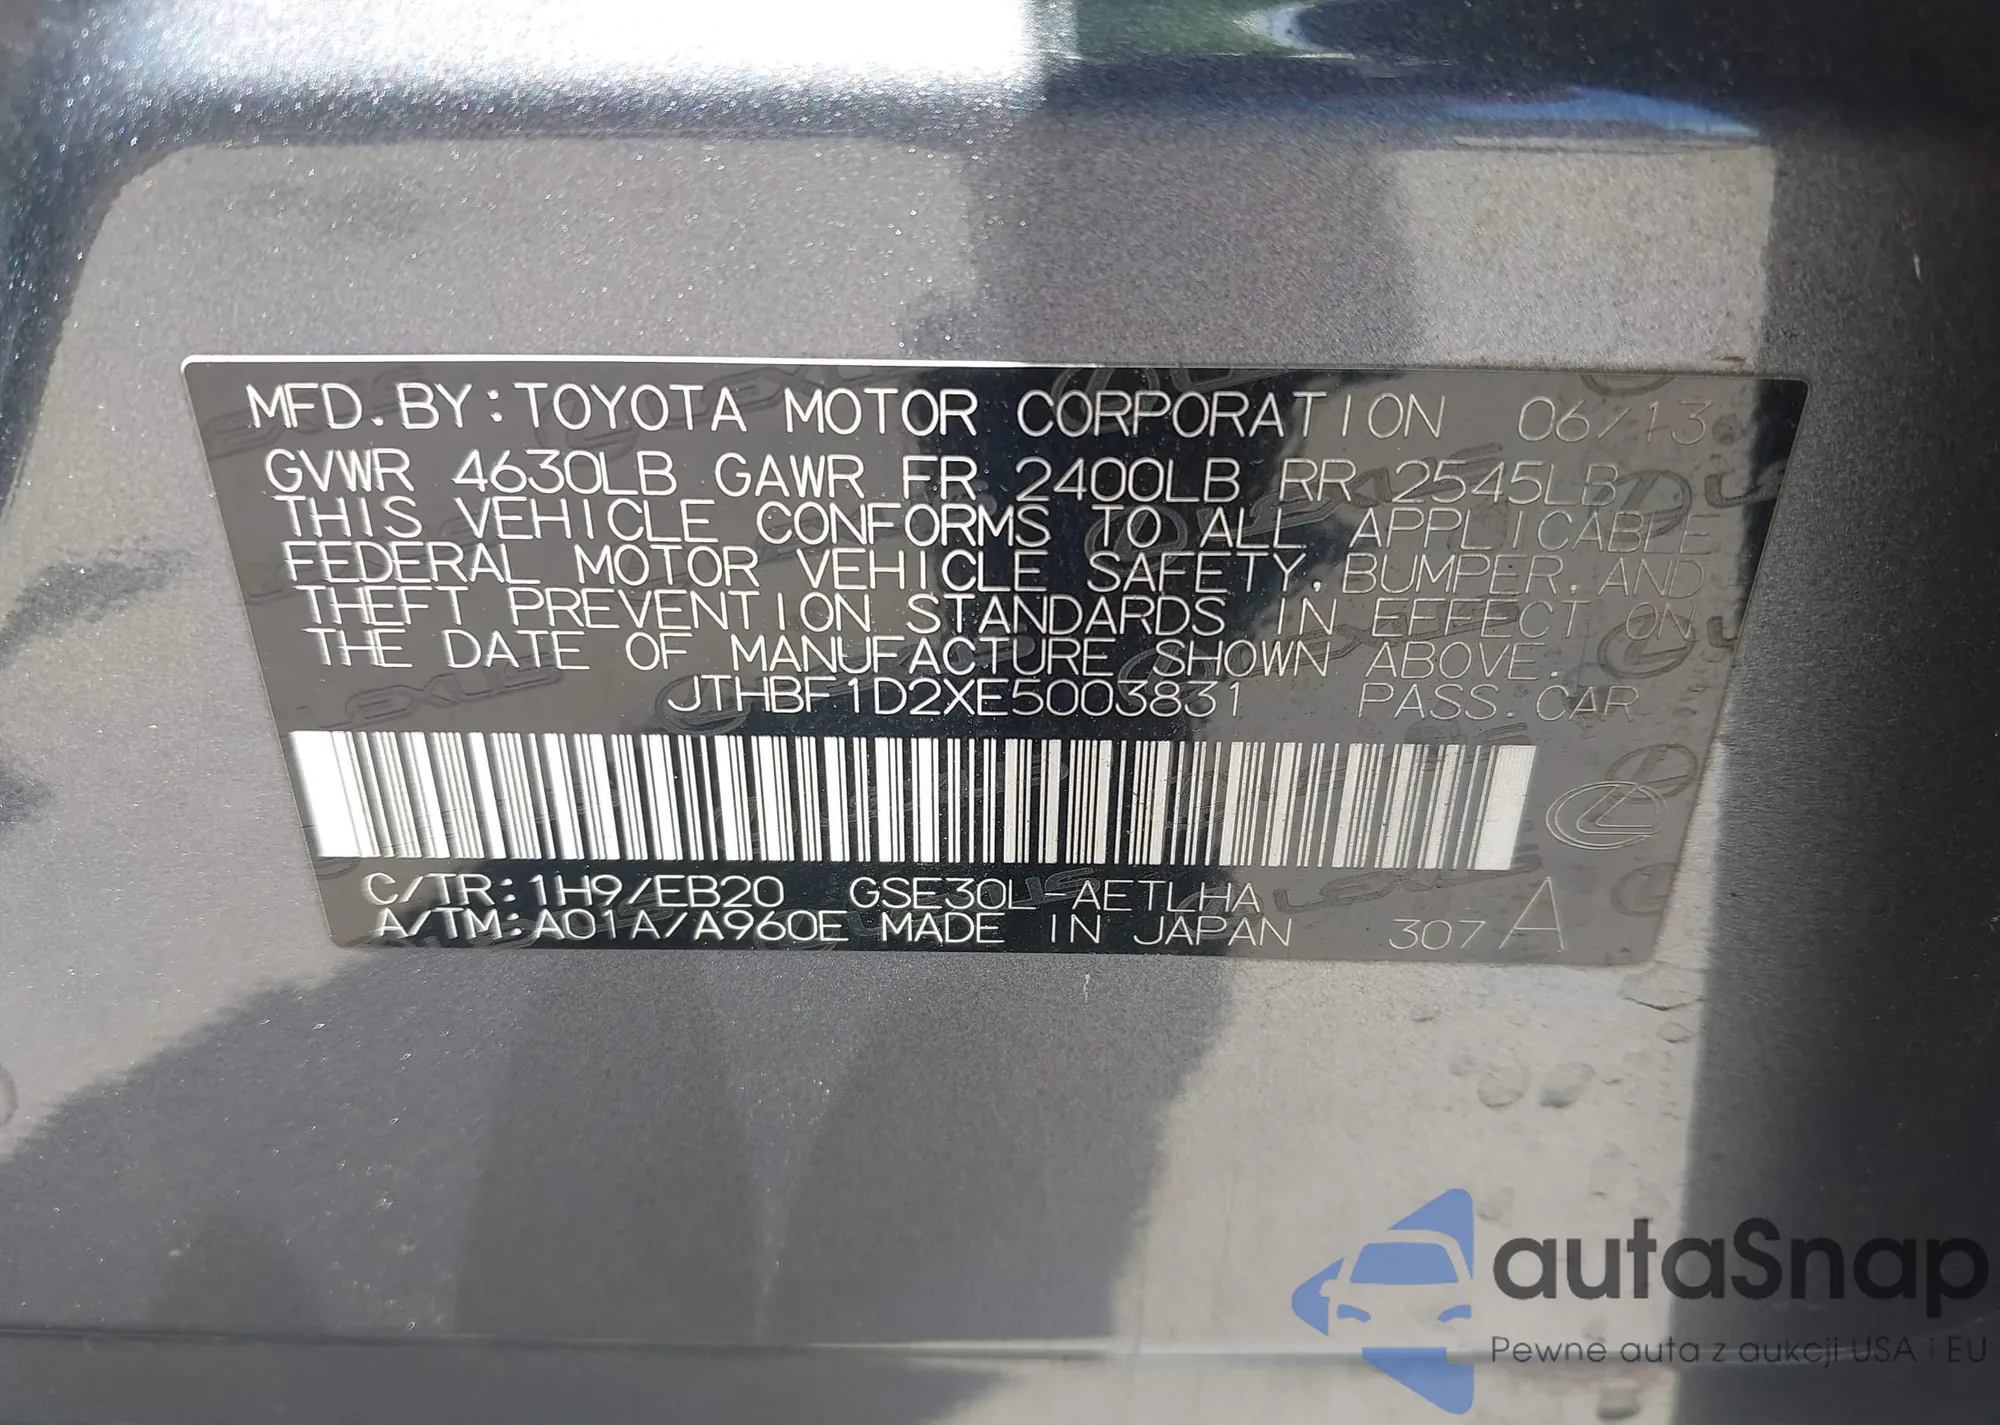 MFD. BY: TOYOTA MOTOR CORPORATION 06/13
GVWR 4630LB GAWR FR 2400LB RR 2545LB
THIS VEHICLE CONFORMS TO ALL APPLICABLE
FEDERAL MOTOR VEHICLE SAFETY, BUMPER, AND
THEFT PREVENTION STANDARDS IN EFFECT ON
THE DATE OF MANUFACTURE SHOWN ABOVE.
JTHBF1D2XE5003831 PASS. CAR
C/TR: 1H9/EB20 GSE30L-AETLHA
A/TM: A01A/A960E MADE IN JAPAN 307 A
autaSnap
Pewne auta z aukcji USA i EU